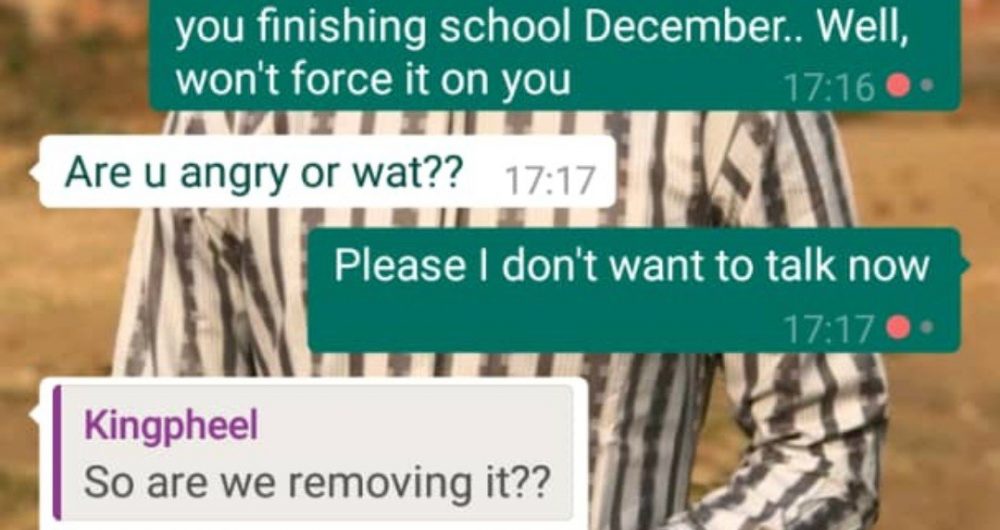 you finishing school December.. Well,
won't force it on you
17:16
Are u angry or wat??
17:17
Please I don't want to talk now
17:17
Kingpheel
So are we removing it??